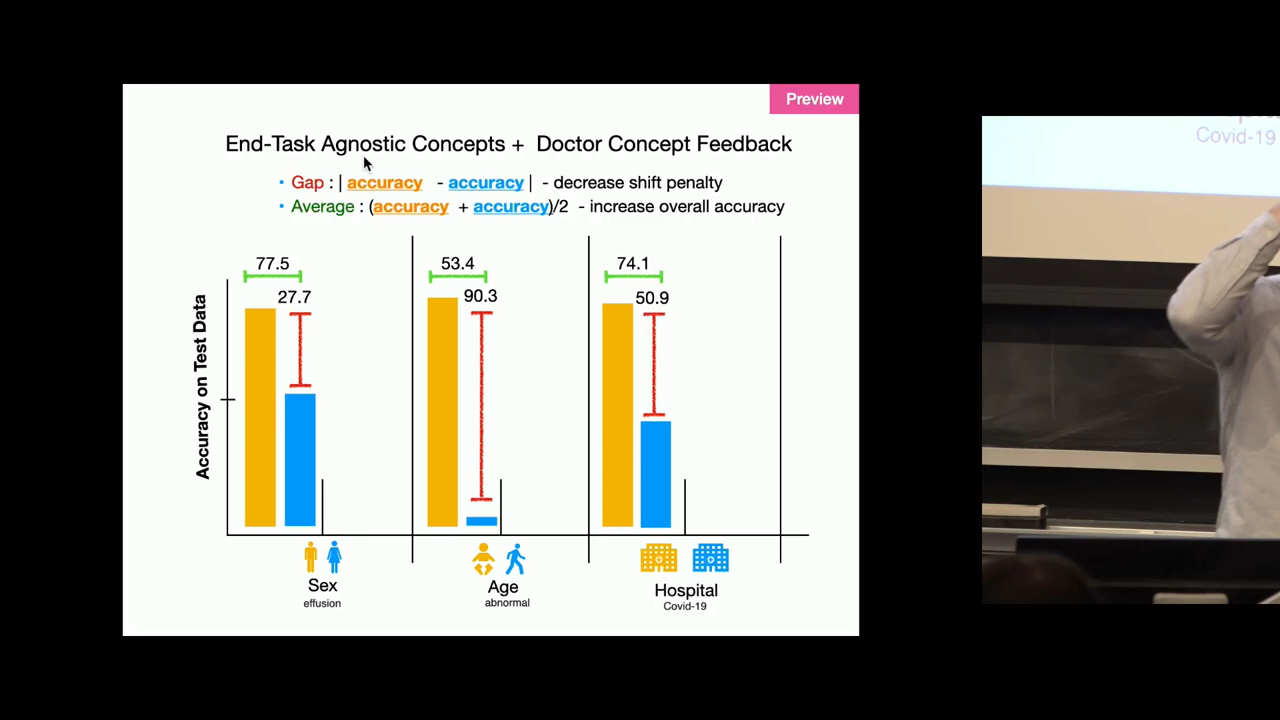 Preview
End-Task Agnostic Concepts + Doctor Concept Feedback
• Gap : | accuracy - accuracy | - decrease shift penalty
• Average : (accuracy + accuracy)/2 - increase overall accuracy
77.5
27.7
53.4
90.3
74.1
50.9
Accuracy on Test Data
Sex
effusion
Age
abnormal
Hospital
Covid-19
Covid-19